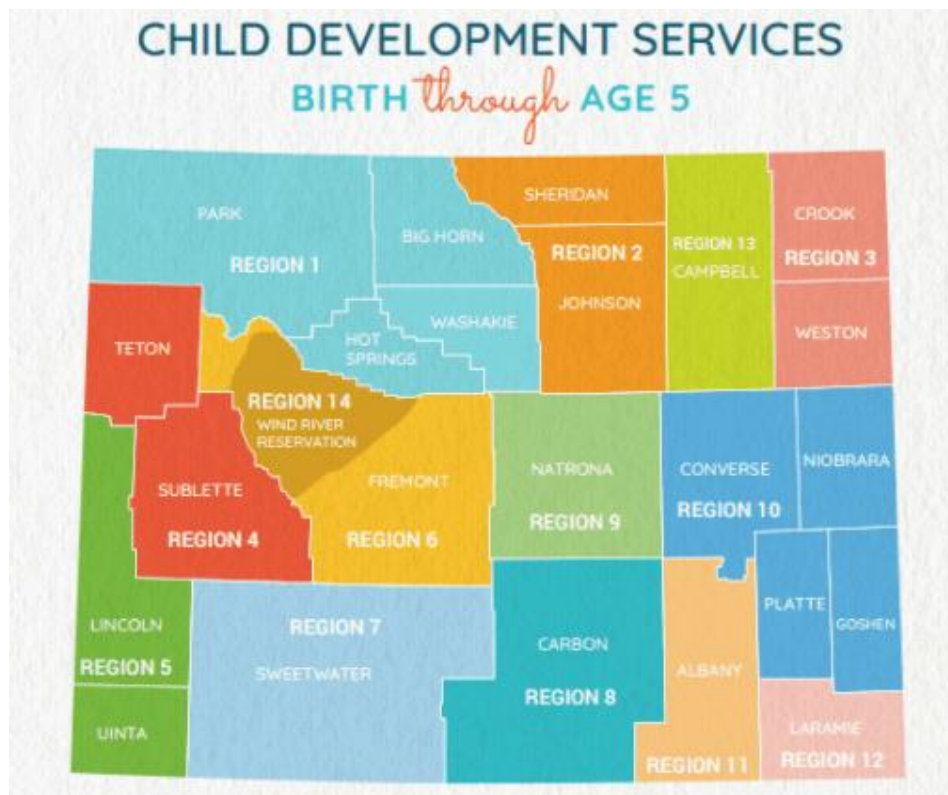 CHILD DEVELOPMENT SERVICES
BIRTH through AGE 5
PARK
REGION 1
BIG HORN
WASHAKIE
HOT
SPRINGS
SHERIDAN
REGION 2
JOHNSON
REGION 13
CAMPBELL
CROOK
REGION 3
WESTON
TETON
SUBLETTE
REGION 4
REGION 14
WIND RIVER
RESERVATION
FREMONT
REGION 6
NATRONA
REGION 9
CONVERSE
REGION 10
NIOBRARA
PLATTE
GOSHEN
LINCOLN
REGION 5
UINTA
REGION 7
SWEETWATER
CARBON
REGION 8
ALBANY
REGION 11
LARAMIE
REGION 12